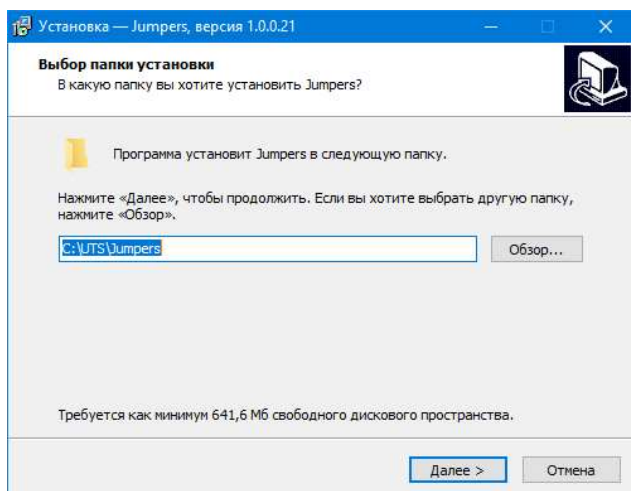 Установка — Jumpers, версия 1.0.0.21
Выбор папки установки
В какую папку вы хотите установить Jumpers?
Программа установит Jumpers в следующую папку.
Нажмите «Далее», чтобы продолжить. Если вы хотите выбрать другую папку,
нажмите «Обзор».
C:\UTS\Jumpers
Обзор...
Требуется как минимум 641,6 Мб свободного дискового пространства.
Далее >
Отмена